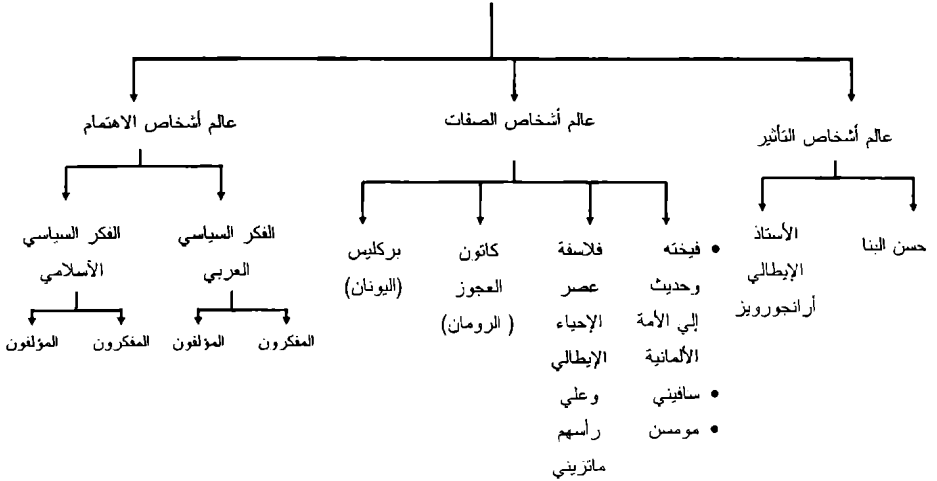 عالم أشخاص التأثير
حسن البنا
الأستاذ
الإيطالي
أرانجورويز
عالم أشخاص الصفات
• فيخته
وحديث
إلي الأمة
الألمانية
• سافيني
• مومسن
فلاسفة
عصر
الإحياء
الإيطالي
وعلي
رأسهم
ماتزيني
كاتون
العجوز
( الرومان)
بركليس
(اليونان)
عالم أشخاص الاهتمام
الفكر السياسي
العربي
المفكرون
المؤلفون
الفكر السياسي
الآسلامي
المفكرون
المؤلفون